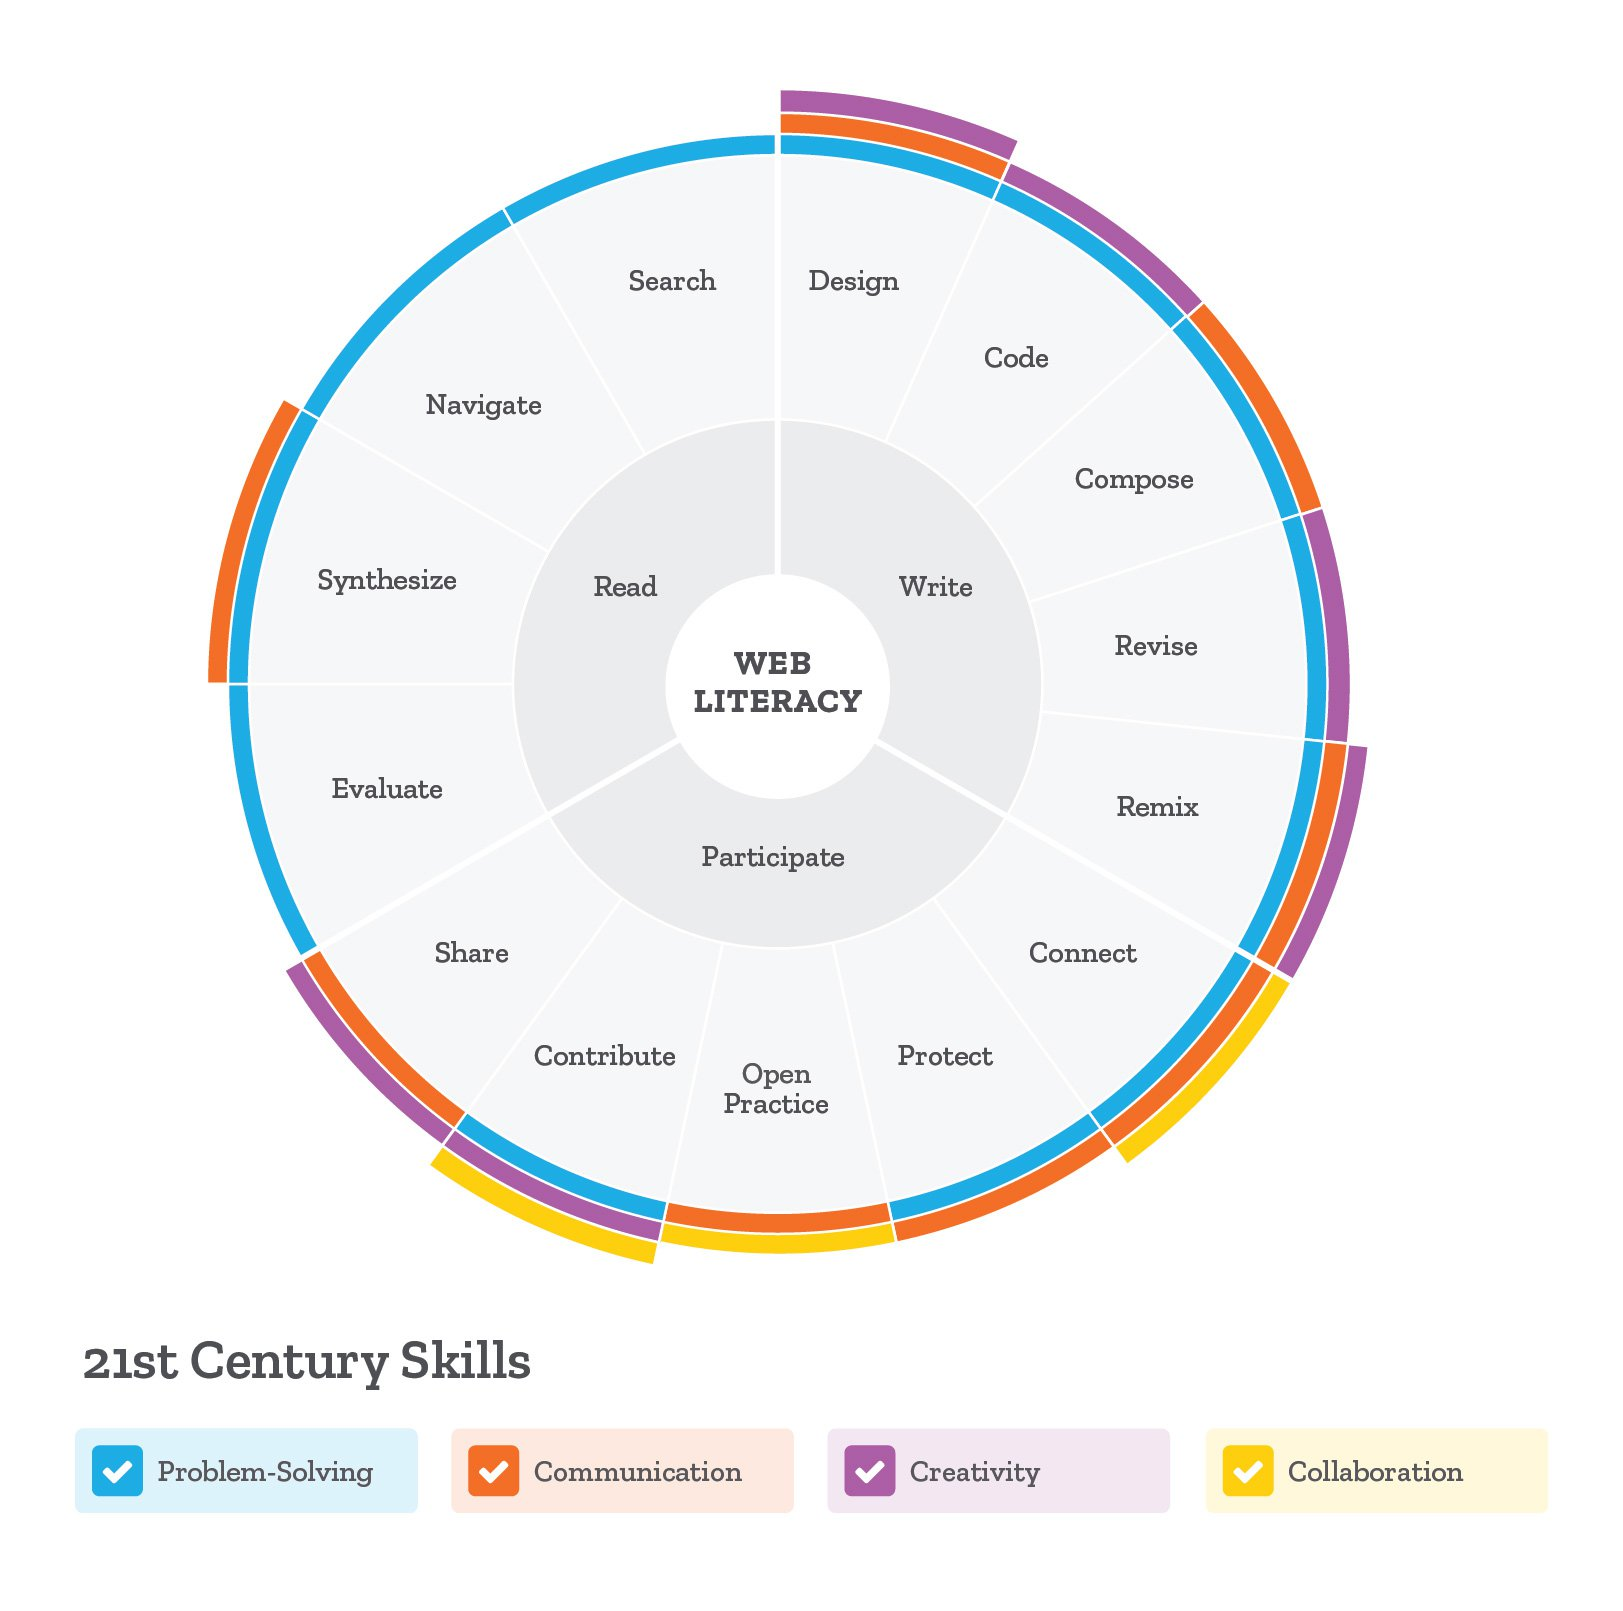 Search
Design
Navigate
Code
Synthesize
Compose
Read
Write
Revise
WEB
LITERACY
Evaluate
Remix
Participate
Share
Connect
Contribute
Open
Practice
Protect
21st Century Skills
Problem-Solving
Communication
Creativity
Collaboration